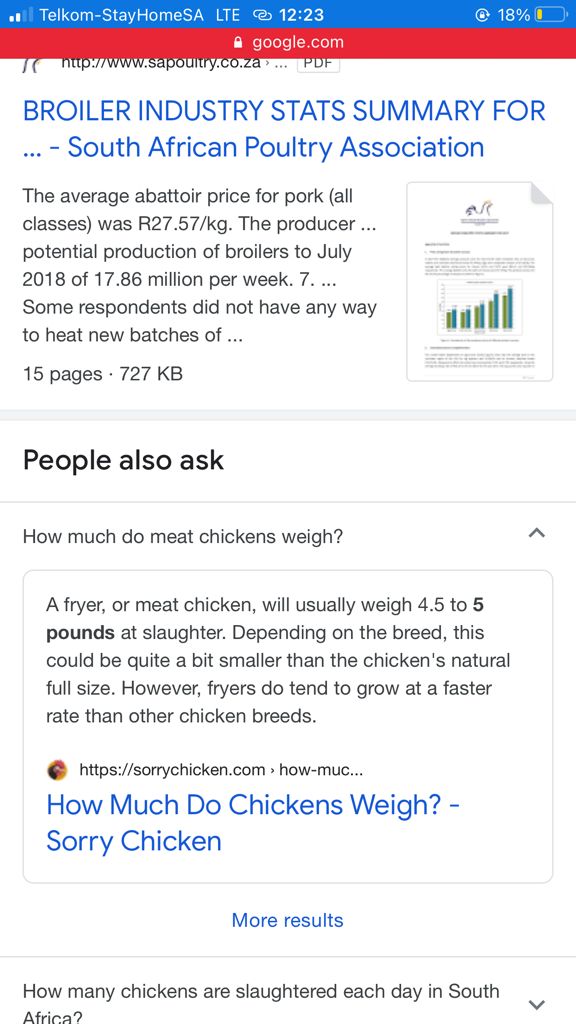 Telkom-StayHomeSA LTE 12:23 18%
google.com
http://www.sapoultry.co.za › ... PDF
BROILER INDUSTRY STATS SUMMARY FOR
... - South African Poultry Association
The average abattoir price for pork (all
classes) was R27.57/kg. The producer ...
potential production of broilers to July
2018 of 17.86 million per week. 7. ...
Some respondents did not have any way
to heat new batches of ...
15 pages · 727 KB
People also ask
How much do meat chickens weigh?
A fryer, or meat chicken, will usually weigh 4.5 to 5
pounds at slaughter. Depending on the breed, this
could be quite a bit smaller than the chicken's natural
full size. However, fryers do tend to grow at a faster
rate than other chicken breeds.
https://sorrychicken.com › how-muc...
How Much Do Chickens Weigh? -
Sorry Chicken
More results
How many chickens are slaughtered each day in South
Africa?